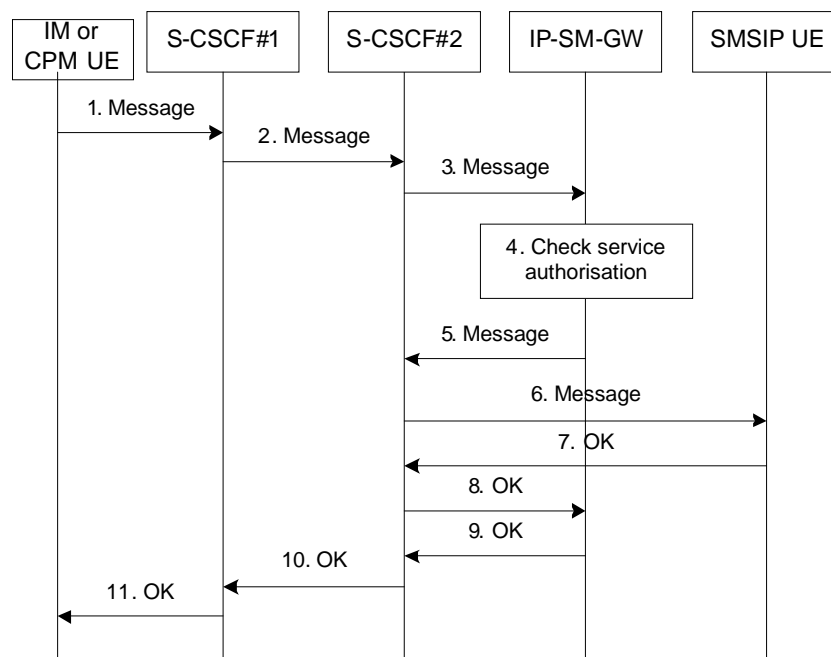 IM or
CPM UE
S-CSCF#1
S-CSCF#2
IP-SM-GW
SMSIP UE
1. Message
2. Message
3. Message
4. Check service
authorisation
5. Message
6. Message
7. OK
8. OK
9. OK
10. OK
11. OK